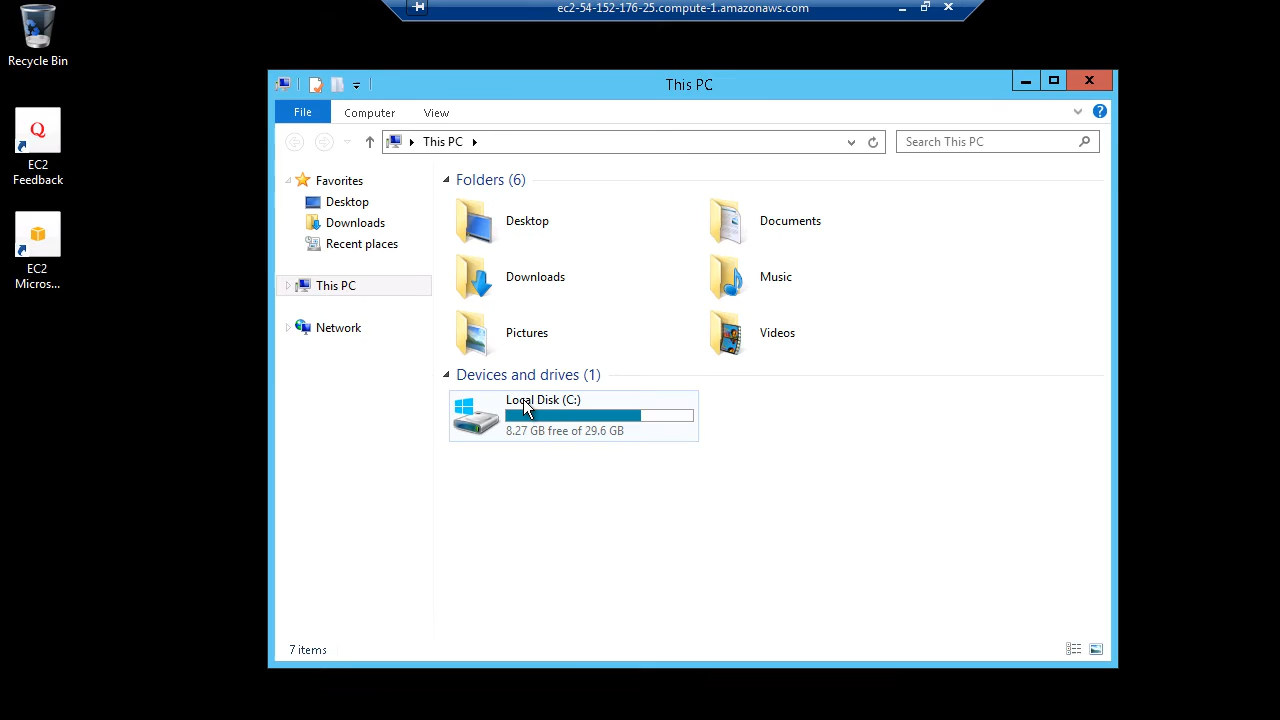 ec2-54-152-176-25.compute-1.amazonaws.com
Recycle Bin
Q
EC2
Feedback
EC2
Micros...
This PC
File
Computer
View
?
This PC
Search This PC
Favorites
Desktop
Downloads
Recent places
This PC
Network
Folders (6)
Desktop
Documents
Downloads
Music
Pictures
Videos
Devices and drives (1)
Local Disk (C:)
8.27 GB free of 29.6 GB
7 items